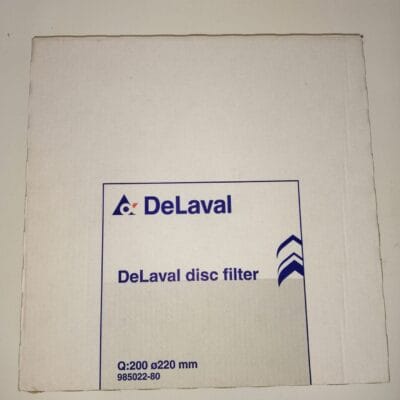 DeLaval
DeLaval disc filter
Q:200 ø220 mm
985022-80